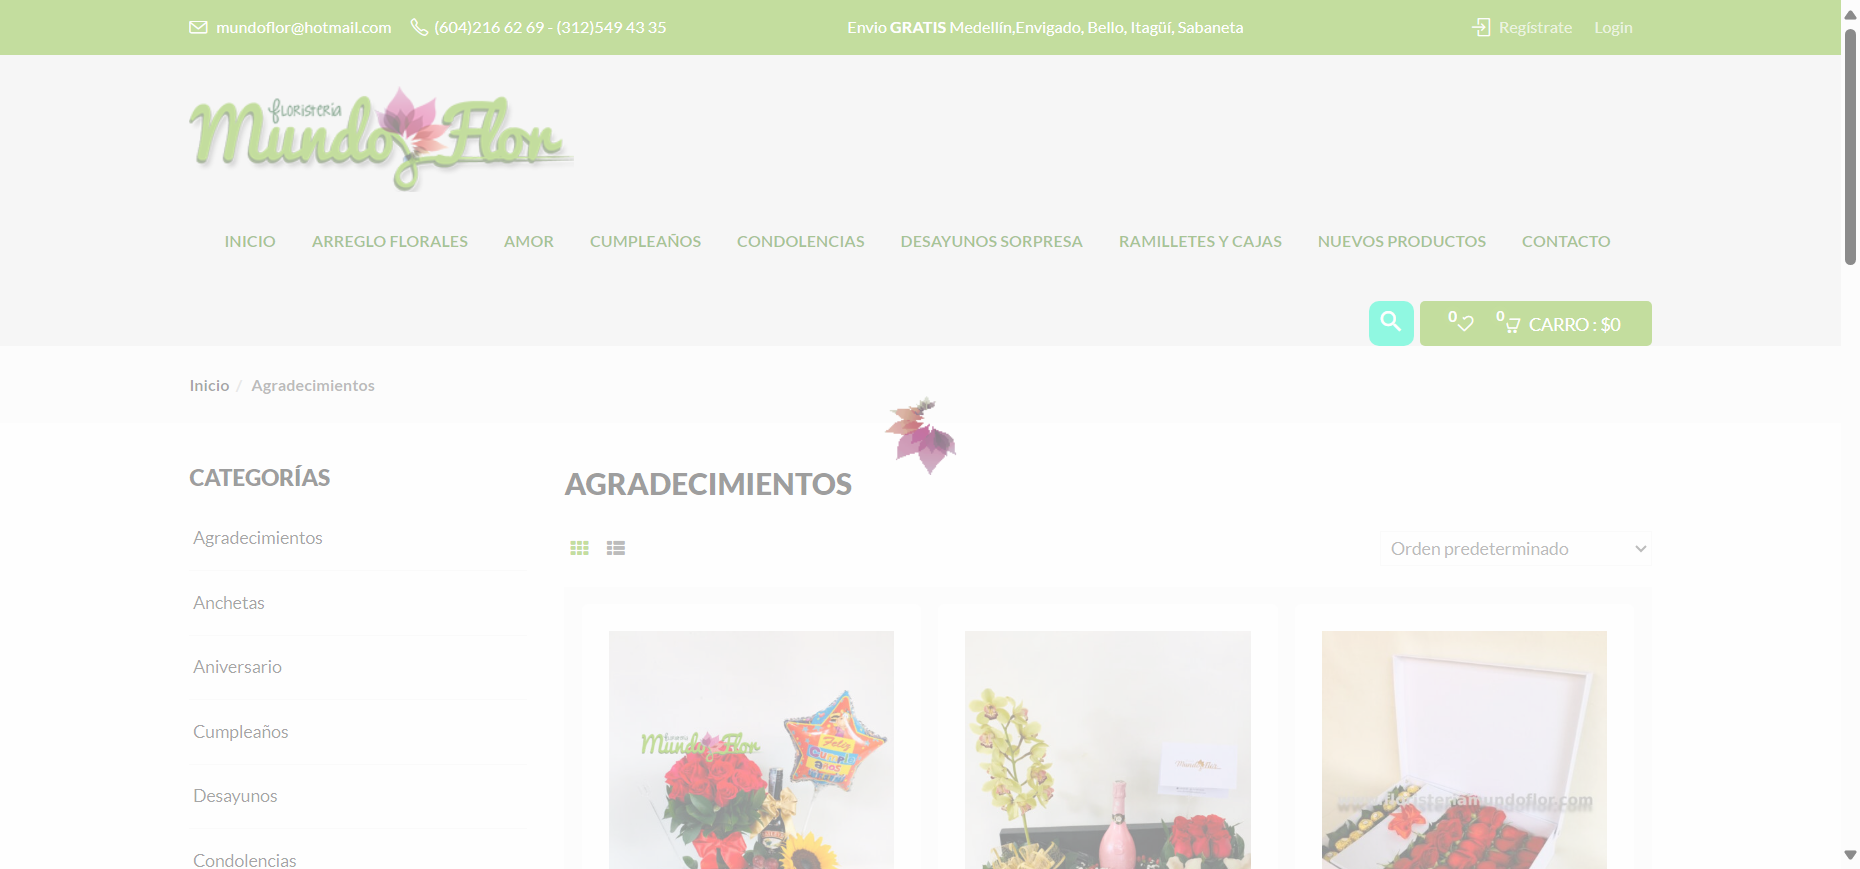 mundoflor@hotmail.com
(604)216 62 69 - (312)549 43 35
Envio GRATIS Medellín,Envigado, Bello, Itagüí, Sabaneta
Regístrate
Login
FLORISTERÍA
Mundo Flor
INICIO
ARREGLO FLORALES
AMOR
CUMPLEAÑOS
CONDOLENCIAS
DESAYUNOS SORPRESA
RAMILLETES Y CAJAS
NUEVOS PRODUCTOS
CONTACTO
0
0
CARRO : $0
Inicio / Agradecimientos
CATEGORÍAS
Agradecimientos
Anchetas
Aniversario
Cumpleaños
Desayunos
Condolencias
AGRADECIMIENTOS
Orden predeterminado
Mundo Flor
Feliz
Mundo Flor
www.floristeriamundoflor.com